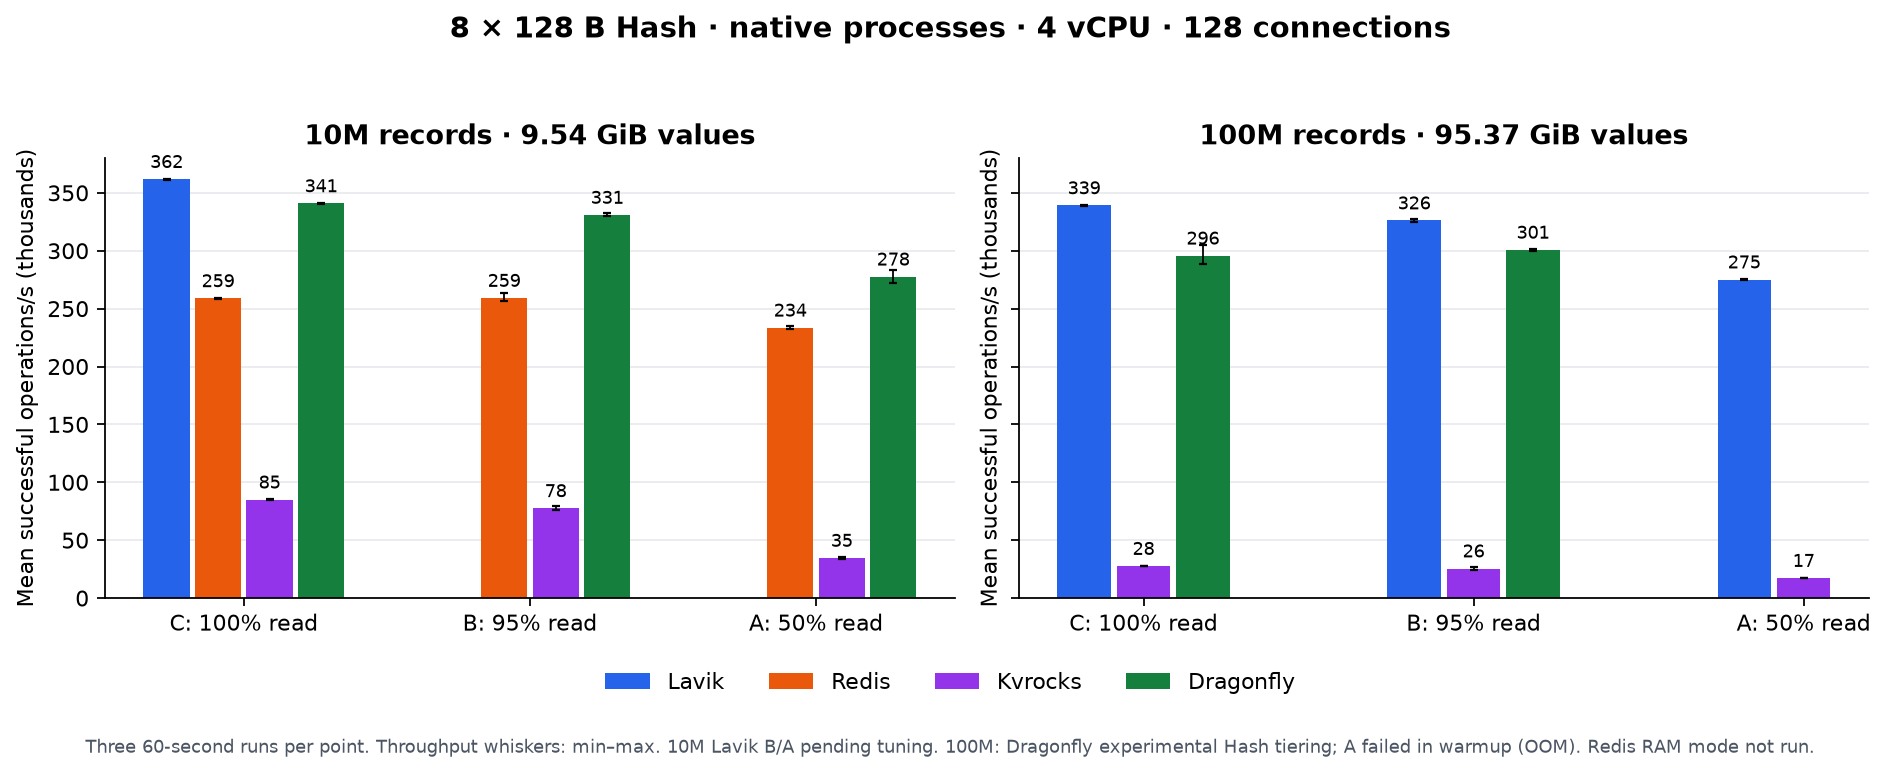 8 × 128 B Hash · native processes · 4 vCPU · 128 connections
10M records · 9.54 GiB values
Mean successful operations/s (thousands)
350
300
250
200
150
100
50
0
362
259
85
341
259
78
331
234
35
278
C: 100% read
B: 95% read
A: 50% read
100M records · 95.37 GiB values
Mean successful operations/s (thousands)
339
28
296
326
26
301
275
17
C: 100% read
B: 95% read
A: 50% read
Lavik
Redis
Kvrocks
Dragonfly
Three 60-second runs per point. Throughput whiskers: min–max. 10M Lavik B/A pending tuning. 100M: Dragonfly experimental Hash tiering; A failed in warmup (OOM). Redis RAM mode not run.